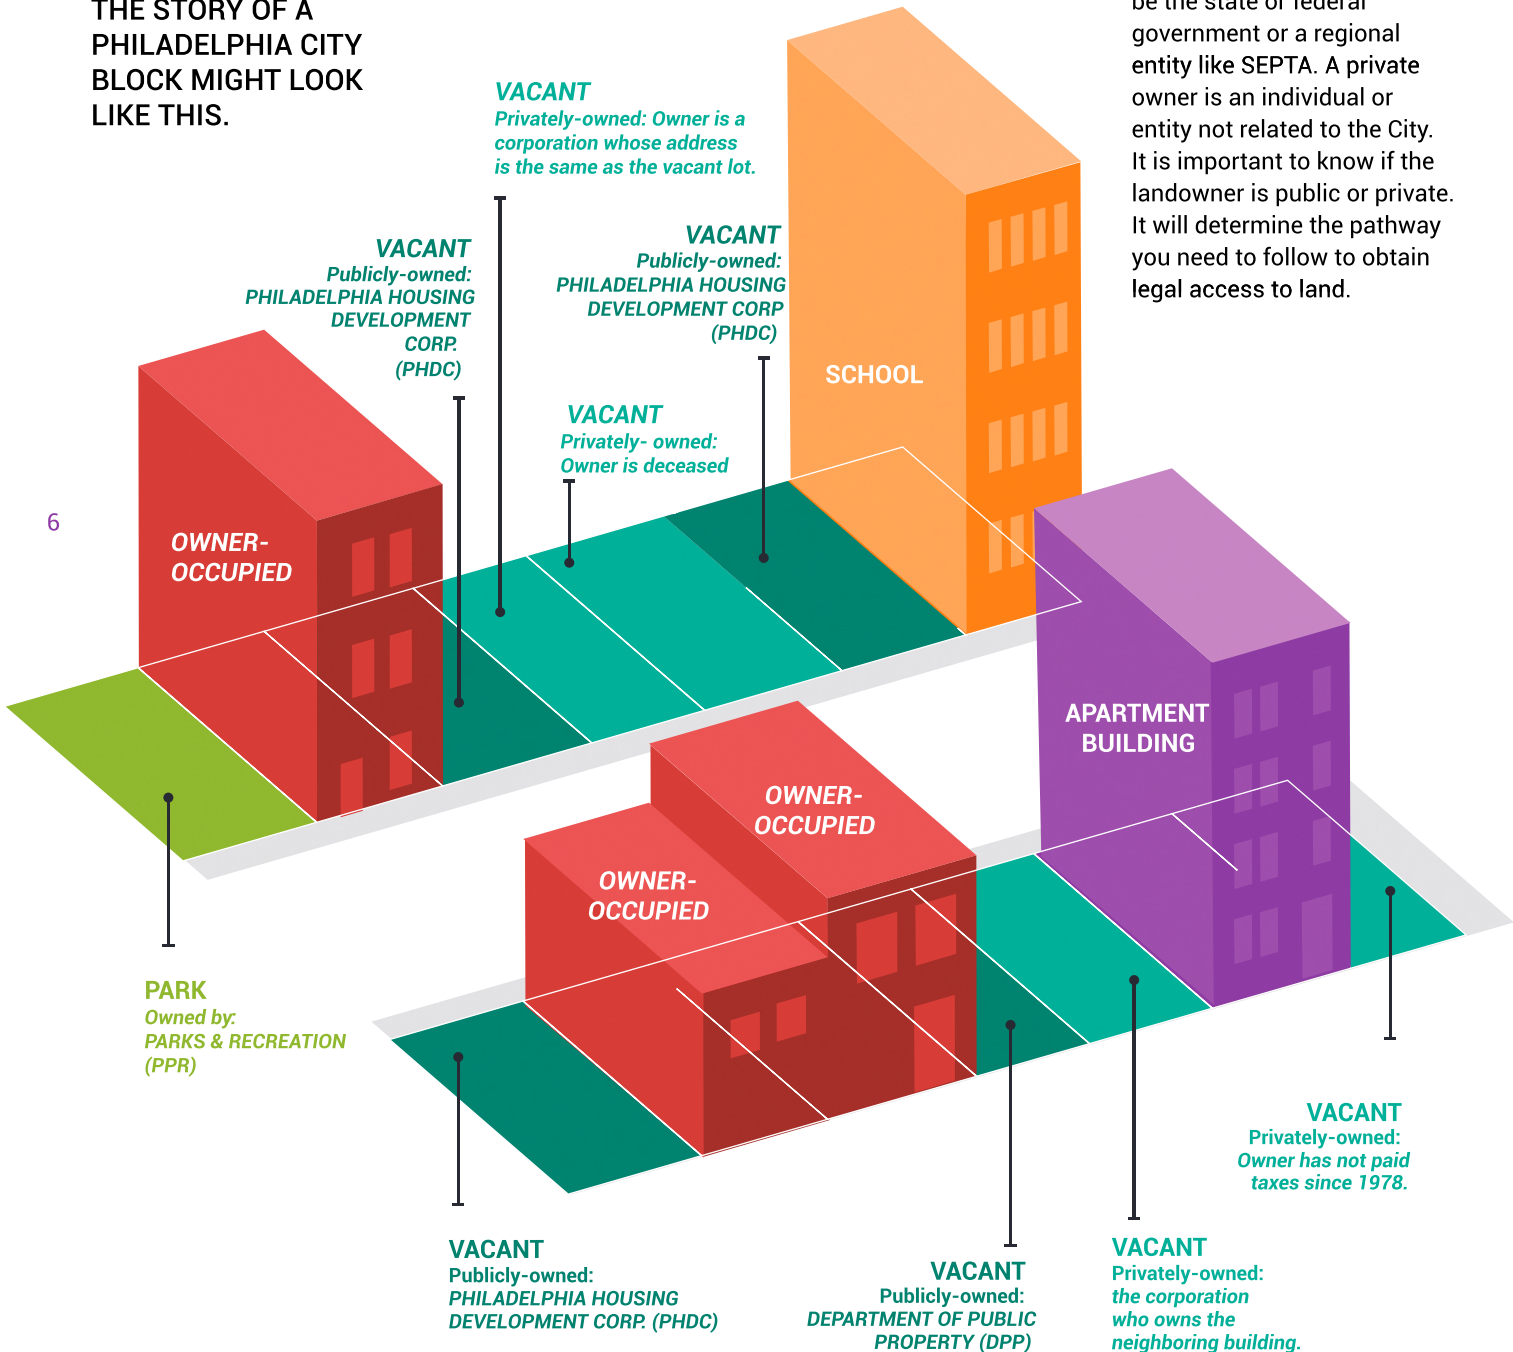 THE STORY OF A
PHILADELPHIA CITY
BLOCK MIGHT LOOK
LIKE THIS.
be the state or federal
government or a regional
entity like SEPTA. A private
owner is an individual or
entity not related to the City.
It is important to know if the
landowner is public or private.
It will determine the pathway
you need to follow to obtain
legal access to land.
VACANT
Privately-owned: Owner is a
corporation whose address
is the same as the vacant lot.
VACANT
Publicly-owned:
PHILADELPHIA HOUSING
DEVELOPMENT
CORP.
(PHDC)
VACANT
Publicly-owned:
PHILADELPHIA HOUSING
DEVELOPMENT CORP
(PHDC)
SCHOOL
VACANT
Privately- owned:
Owner is deceased
6
OWNER-
OCCUPIED
APARTMENT
BUILDING
OWNER-
OCCUPIED
OWNER-
OCCUPIED
PARK
Owned by:
PARKS & RECREATION
(PPR)
VACANT
Privately-owned:
Owner has not paid
taxes since 1978.
VACANT
Publicly-owned:
PHILADELPHIA HOUSING
DEVELOPMENT CORP. (PHDC)
VACANT
Publicly-owned:
DEPARTMENT OF PUBLIC
PROPERTY (DPP)
VACANT
Privately-owned:
the corporation
who owns the
neighboring building.